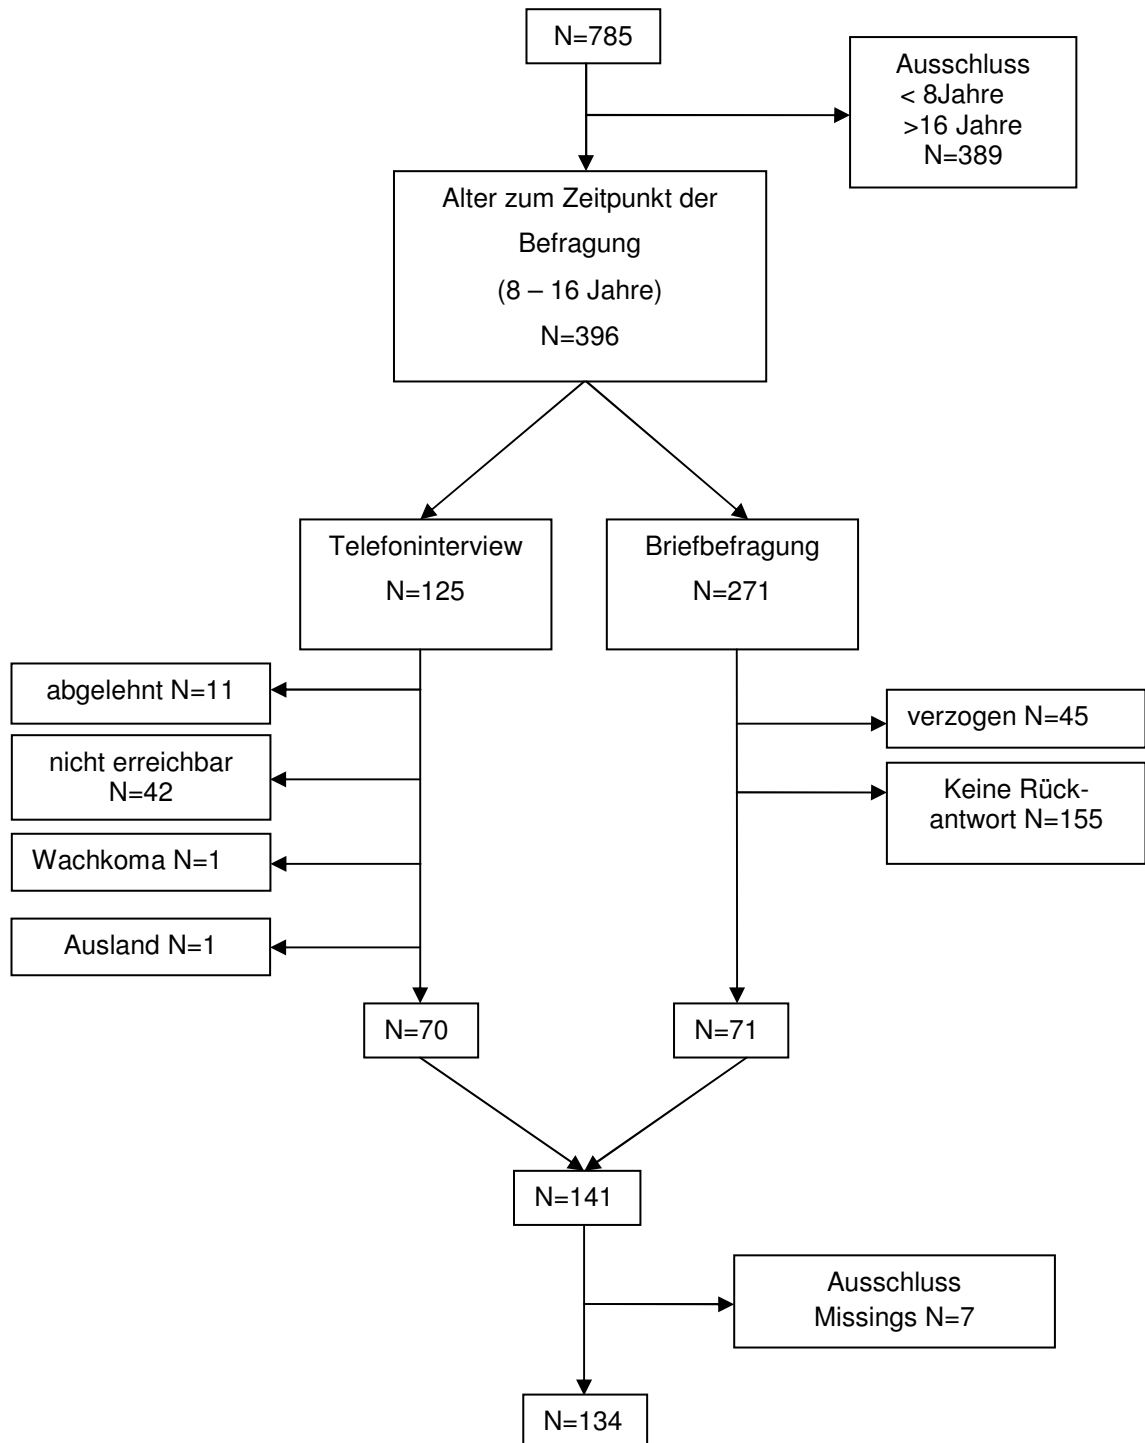 N=785
Ausschluss
< 8Jahre
>16 Jahre
N=389
Alter zum Zeitpunkt der
Befragung
(8 – 16 Jahre)
N=396
Telefoninterview
N=125
Briefbefragung
N=271
abgelehnt N=11
nicht erreichbar
N=42
Wachkoma N=1
Ausland N=1
verzogen N=45
Keine Rück-
antwort N=155
N=70
N=71
N=141
Ausschluss
Missings N=7
N=134